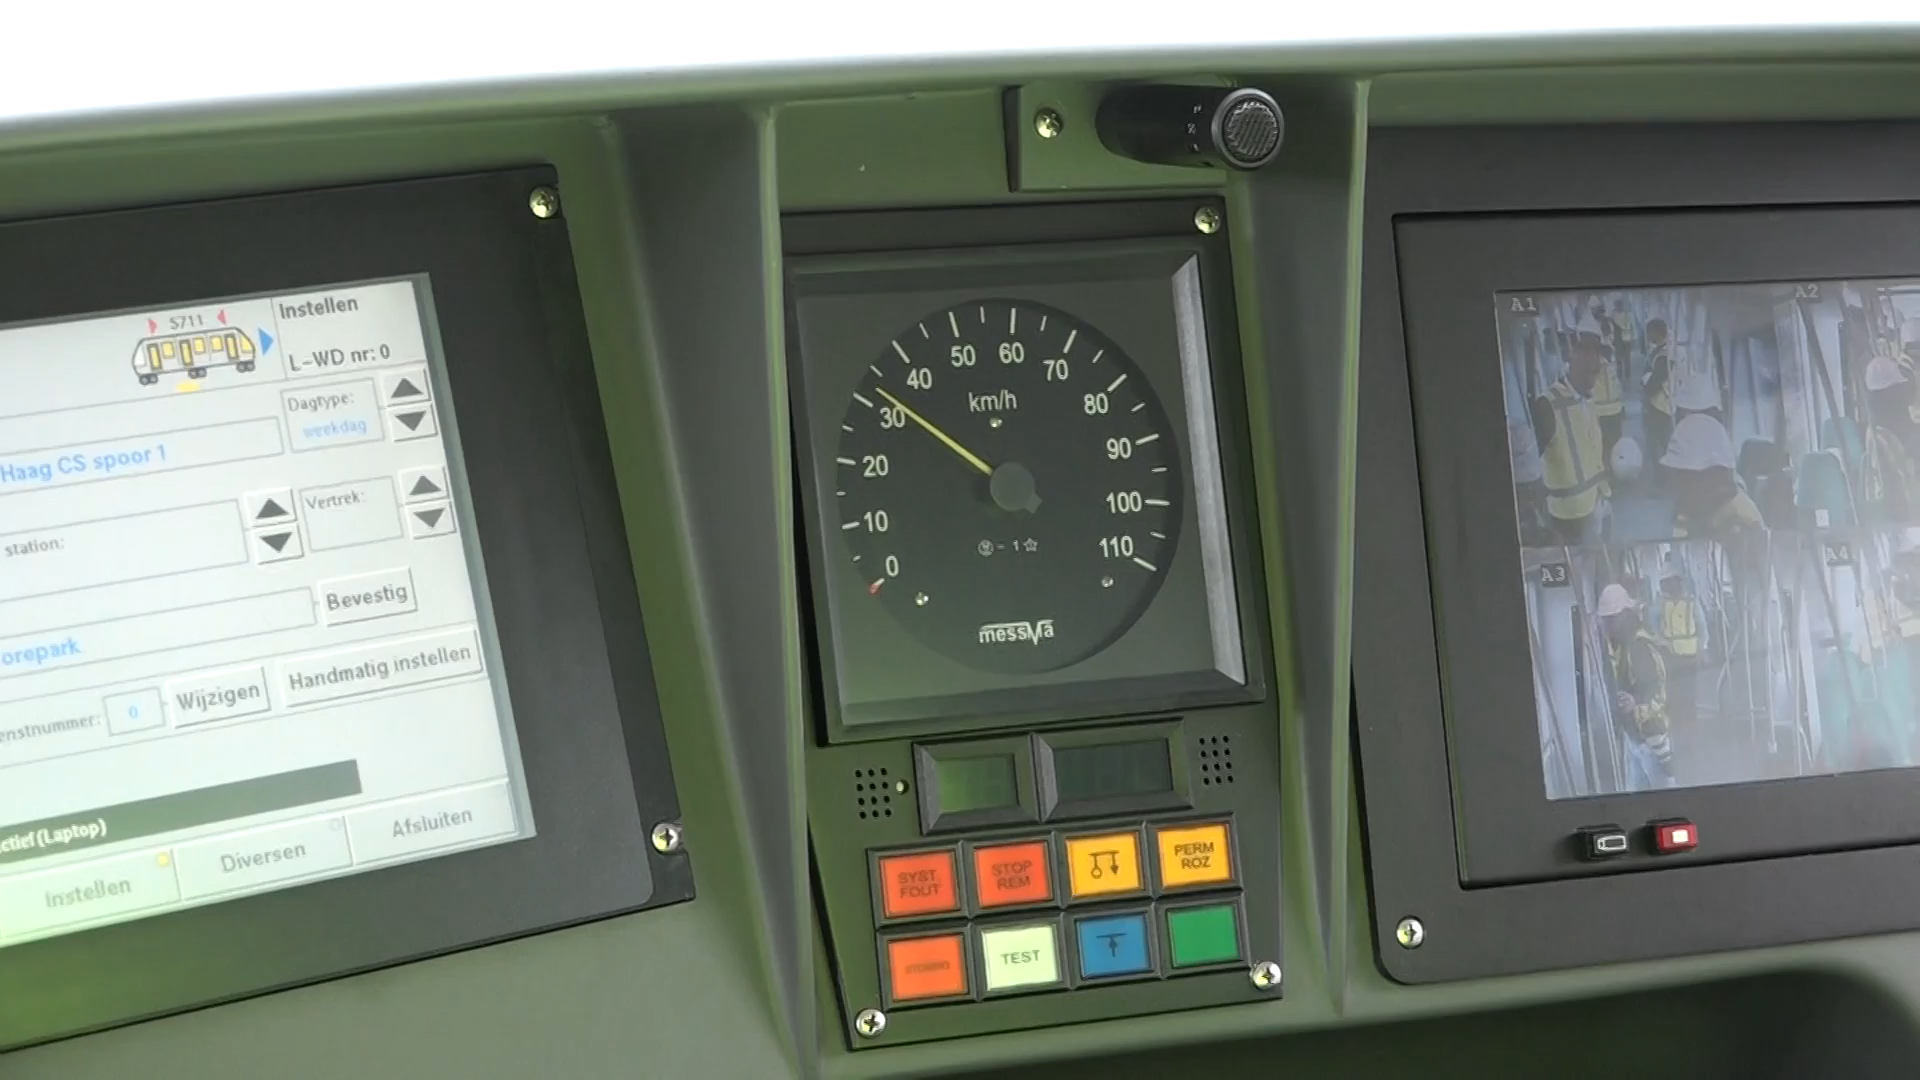 S711
Instellen
L-WD nr: 0
Dagtype:
weekdag
Haag CS spoor 1
Vertrek:
station:
Bevestig
orepark
enstnummer: 0
Wijzigen
Handmatig instellen
ctief (Laptop)
Instellen
Diversen
Afsluiten
0
10
20
30
40
50
60
70
80
90
100
110
km/h
messMa
SYST
FOUT
STOP
REM
PERM
ROZ
TEST
A1
A2
A3
A4